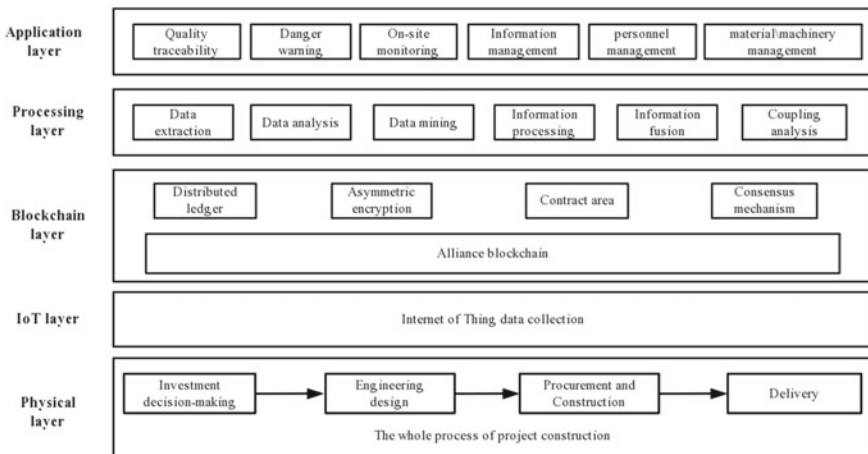 Application
layer
Quality
traceability
Danger
warning
On-site
monitoring
Information
management
personnel
management
material\machinery
management
Processing
layer
Data
extraction
Data analysis
Data mining
Information
processing
Information
fusion
Coupling
analysis
Blockchain
layer
Distributed
ledger
Asymmetric
encryption
Contract area
Consensus
mechanism
Alliance blockchain
IoT layer
Internet of Thing data collection
Physical
layer
Investment
decision-making
Engineering
design
Procurement and
Construction
Delivery
The whole process of project construction